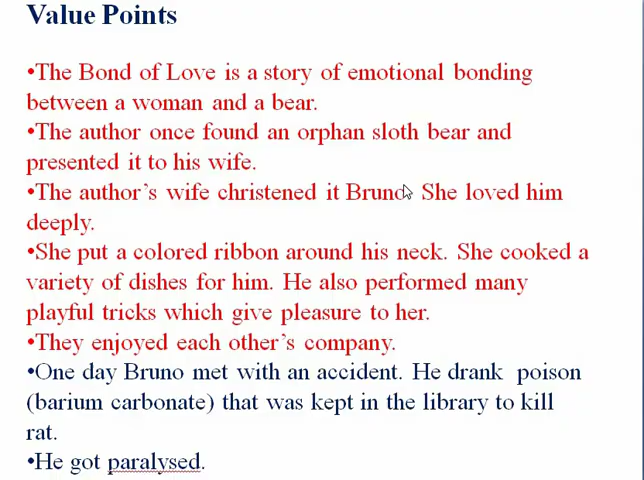 Value Points
•The Bond of Love is a story of emotional bonding
between a woman and a bear.
•The author once found an orphan sloth bear and
presented it to his wife.
•The author’s wife christened it Bruno. She loved him
deeply.
•She put a colored ribbon around his neck. She cooked a
variety of dishes for him. He also performed many
playful tricks which give pleasure to her.
•They enjoyed each other’s company.
•One day Bruno met with an accident. He drank poison
(barium carbonate) that was kept in the library to kill
rat.
•He got paralysed.